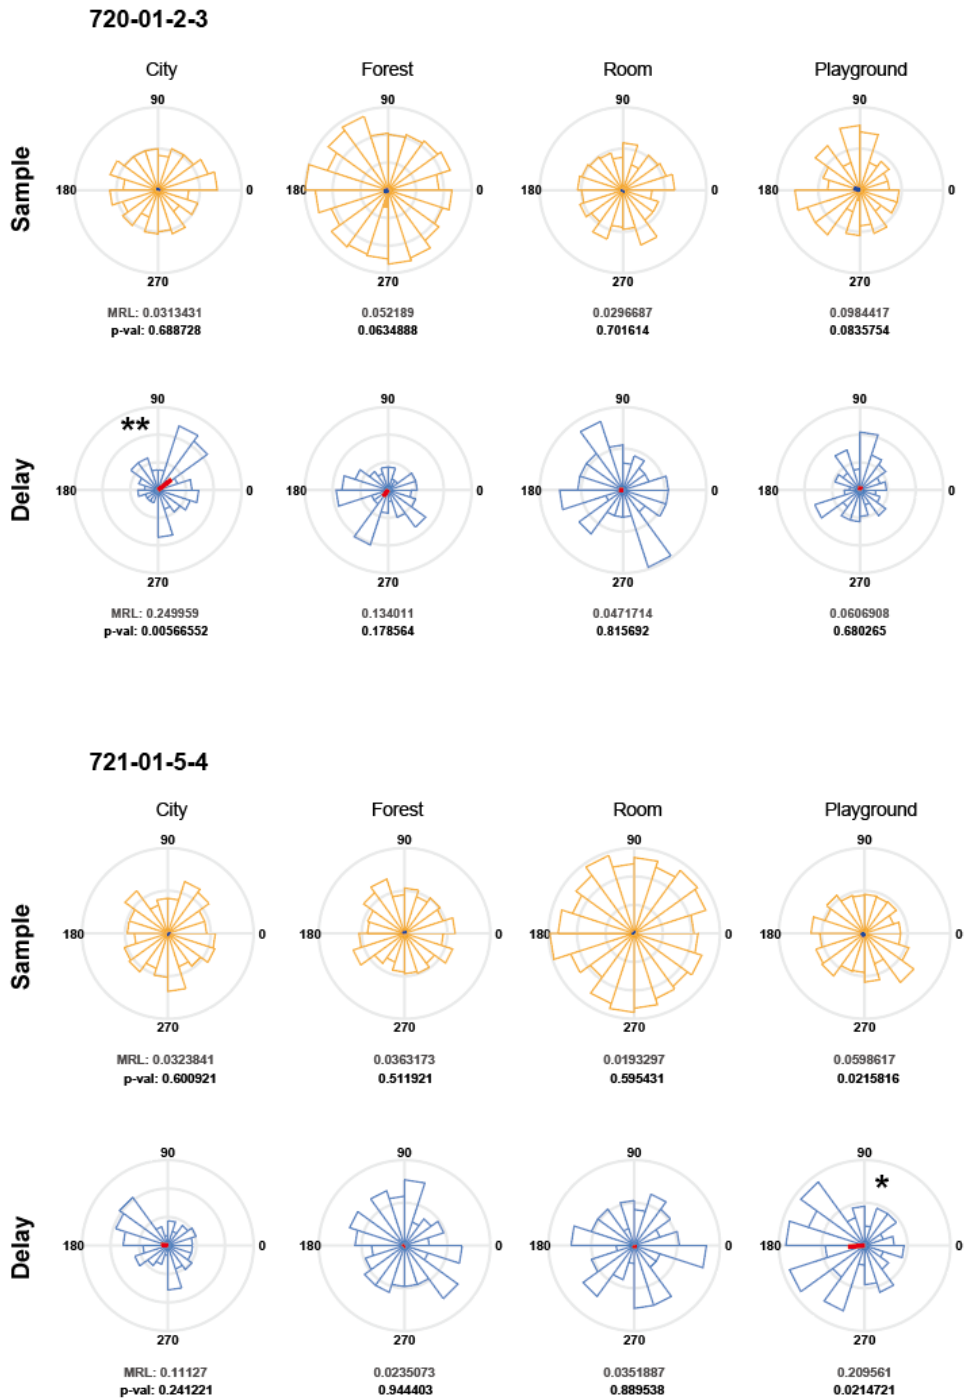 720-01-2-3
City Forest Room Playground
Sample
90 90 90 90
180 0 180 0 180 0 180 0
270 270 270 270
MRL: 0.0313431 0.052189 0.0296687 0.0984417
p-val: 0.688728 0.0634888 0.701614 0.0835754
Delay
90 90 90 90
**
180 0 180 0 180 0 180 0
270 270 270 270
MRL: 0.249959 0.134011 0.0471714 0.0606908
p-val: 0.00566552 0.178564 0.815692 0.680265
721-01-5-4
City Forest Room Playground
Sample
90 90 90 90
180 0 180 0 180 0 180 0
270 270 270 270
MRL: 0.0323841 0.0363173 0.0193297 0.0598617
p-val: 0.600921 0.511921 0.595431 0.0215816
Delay
90 90 90 90
*
180 0 180 0 180 0 180 0
270 270 270 270
MRL: 0.11127 0.0235073 0.0351887 0.209561
p-val: 0.241221 0.944403 0.889538 0.0214721